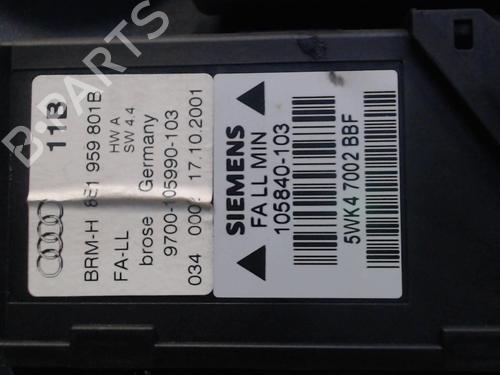 11B
BRM-H 8E1 959 801B
FA-LL HW A
SW 4.4
brose Germany
9700-105990-103
034 17.10.2001
SIEMENS
FA LL MIN
105840-103
5WK4 7002 BBF
B-PARTS